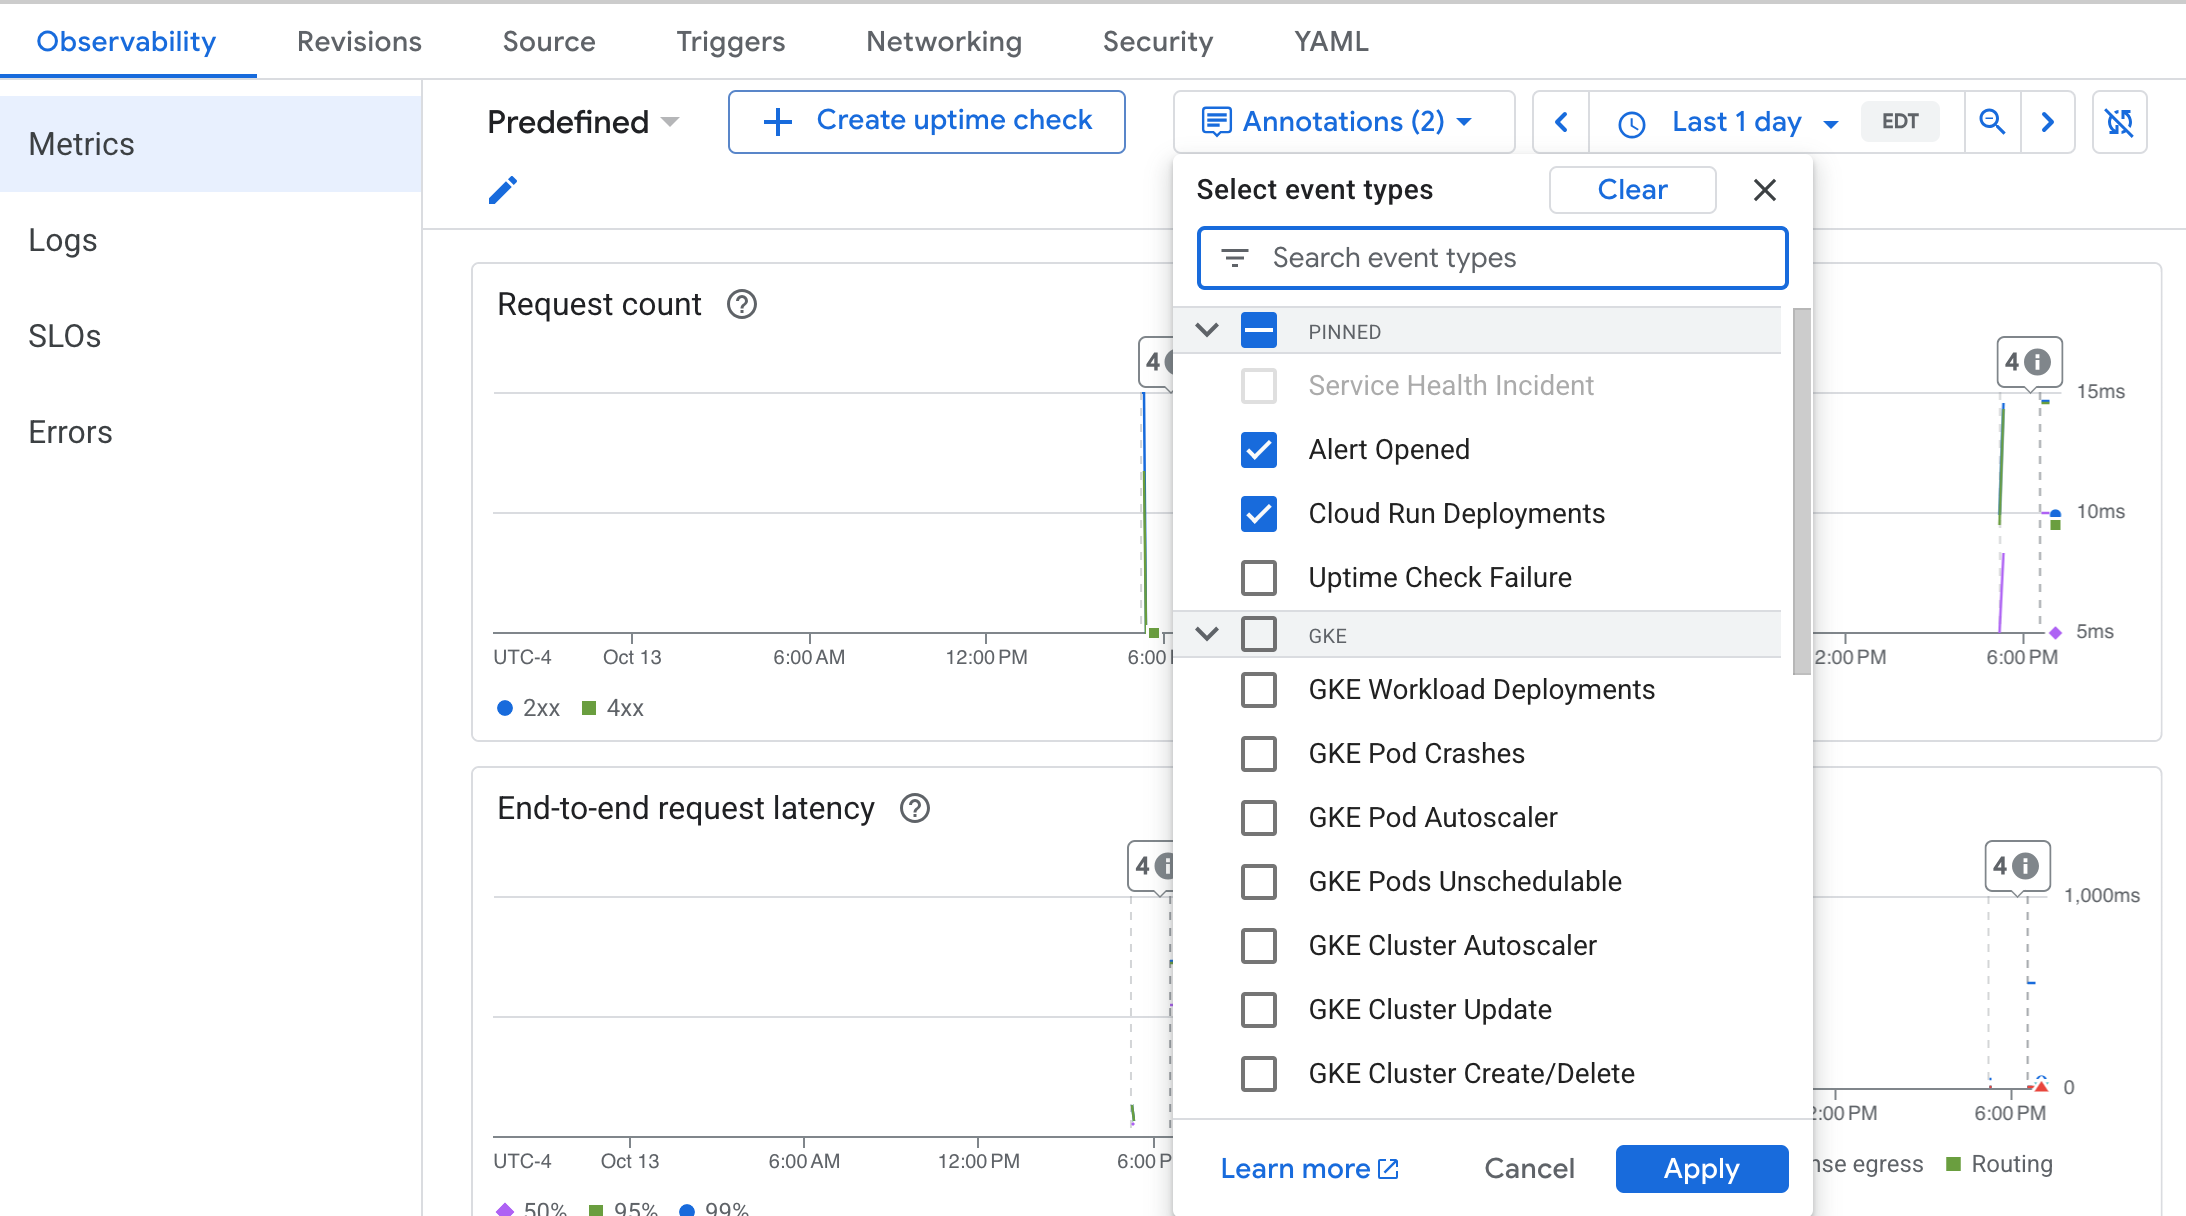 Observability Revisions Source Triggers Networking Security YAML
Metrics
Logs
SLOs
Errors
Predefined
Create uptime check
Annotations (2)
Last 1 day
EDT
Select event types
Clear
Search event types
PINNED
Service Health Incident
Alert Opened
Cloud Run Deployments
Uptime Check Failure
GKE
GKE Workload Deployments
GKE Pod Crashes
GKE Pod Autoscaler
GKE Pods Unschedulable
GKE Cluster Autoscaler
GKE Cluster Update
GKE Cluster Create/Delete
Learn more
Cancel
Apply
Request count
4
UTC-4 Oct 13 6:00 AM 12:00 PM 6:00
2xx 4xx
4
15ms
10ms
5ms
2:00 PM 6:00 PM
End-to-end request latency
4
UTC-4 Oct 13 6:00 AM 12:00 PM 6:00 P
50% 95% 99%
4
1,000ms
0
2:00 PM 6:00 PM
nse egress Routing